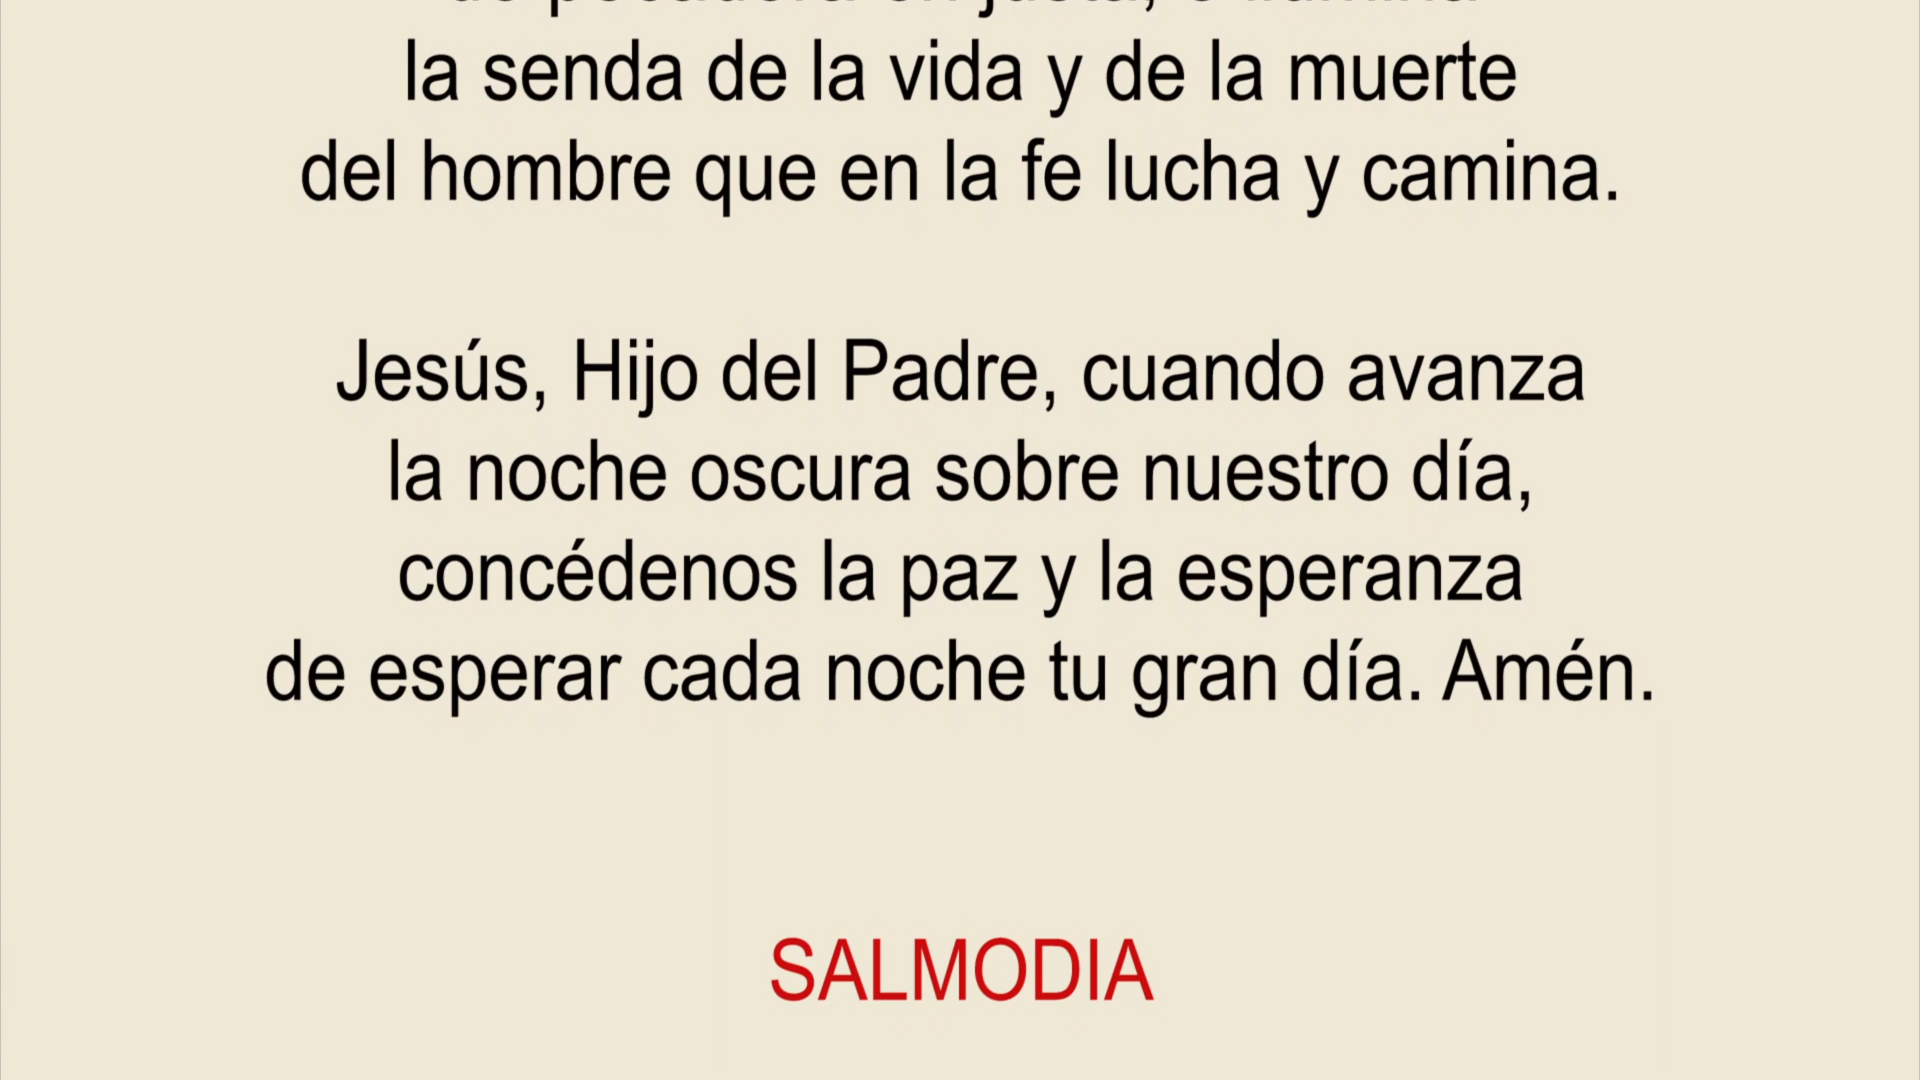 la senda de la vida y de la muerte
del hombre que en la fe lucha y camina.
Jesús, Hijo del Padre, cuando avanza
la noche oscura sobre nuestro día,
concédenos la paz y la esperanza
de esperar cada noche tu gran día. Amén.
SALMODIA